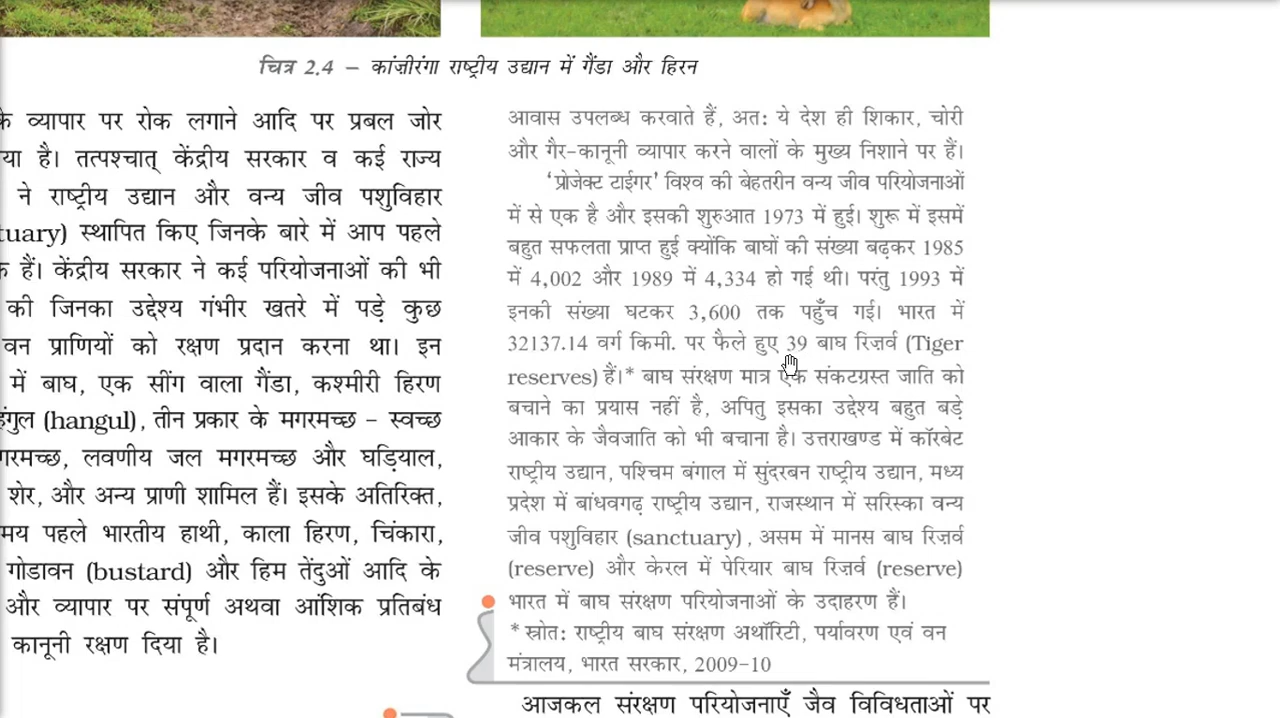 चित्र 2.4 – कांज़ीरंगा राष्ट्रीय उद्यान में गैंडा और हिरन
के व्यापार पर रोक लगाने आदि पर प्रबल जोर
या है। तत्पश्चात् केंद्रीय सरकार व कई राज्य
ने राष्ट्रीय उद्यान और वन्य जीव पशुविहार
tuary) स्थापित किए जिनके बारे में आप पहले
हैं। केंद्रीय सरकार ने कई परियोजनाओं की भी
की जिनका उद्देश्य गंभीर खतरे में पड़े कुछ
वन प्राणियों को रक्षण प्रदान करना था। इन
में बाघ, एक सींग वाला गैंडा, कश्मीरी हिरण
हंगुल (hangul), तीन प्रकार के मगरमच्छ – स्वच्छ
गरमच्छ, लवणीय जल मगरमच्छ और घड़ियाल,
शेर, और अन्य प्राणी शामिल हैं। इसके अतिरिक्त,
मय पहले भारतीय हाथी, काला हिरण, चिंकारा,
गोडावन (bustard) और हिम तेंदुओं आदि के
और व्यापार पर संपूर्ण अथवा आंशिक प्रतिबंध
कानूनी रक्षण दिया है।
आवास उपलब्ध करवाते हैं, अत: ये देश ही शिकार, चोरी
और गैर-कानूनी व्यापार करने वालों के मुख्य निशाने पर हैं।
'प्रोजेक्ट टाईगर' विश्व की बेहतरीन वन्य जीव परियोजनाओं
में से एक है और इसकी शुरुआत 1973 में हुई। शुरू में इसमें
बहुत सफलता प्राप्त हुई क्योंकि बाघों की संख्या बढ़कर 1985
में 4,002 और 1989 में 4,334 हो गई थी। परंतु 1993 में
इनकी संख्या घटकर 3,600 तक पहुँच गई। भारत में
32137.14 वर्ग किमी. पर फैले हुए 39 बाघ रिज़र्व (Tiger
reserves) हैं।* बाघ संरक्षण मात्र एक संकटग्रस्त जाति को
बचाने का प्रयास नहीं है, अपितु इसका उद्देश्य बहुत बड़े
आकार के जैवजाति को भी बचाना है। उत्तराखण्ड में कॉरबेट
राष्ट्रीय उद्यान, पश्चिम बंगाल में सुंदरबन राष्ट्रीय उद्यान, मध्य
प्रदेश में बांधवगढ़ राष्ट्रीय उद्यान, राजस्थान में सरिस्का वन्य
जीव पशुविहार (sanctuary), असम में मानस बाघ रिज़र्व
(reserve) और केरल में पेरियार बाघ रिज़र्व (reserve)
भारत में बाघ संरक्षण परियोजनाओं के उदाहरण हैं।
* स्रोत: राष्ट्रीय बाघ संरक्षण अथॉरिटी, पर्यावरण एवं वन
मंत्रालय, भारत सरकार, 2009-10
आजकल संरक्षण परियोजनाएँ जैव विविधताओं पर